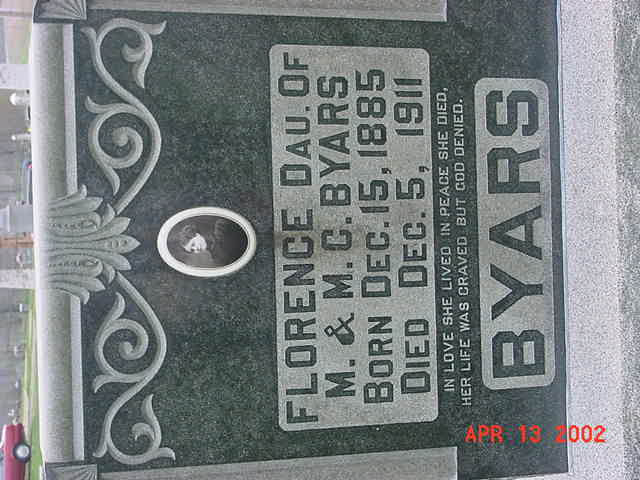 FLORENCE DAU. OF
M. & M. C. BYARS
BORN DEC. 15, 1885
DIED DEC. 5, 1911
IN LOVE SHE LIVED IN PEACE SHE DIED,
HER LIFE WAS CRAVED BUT GOD DENIED.
BYARS
APR 13 2002